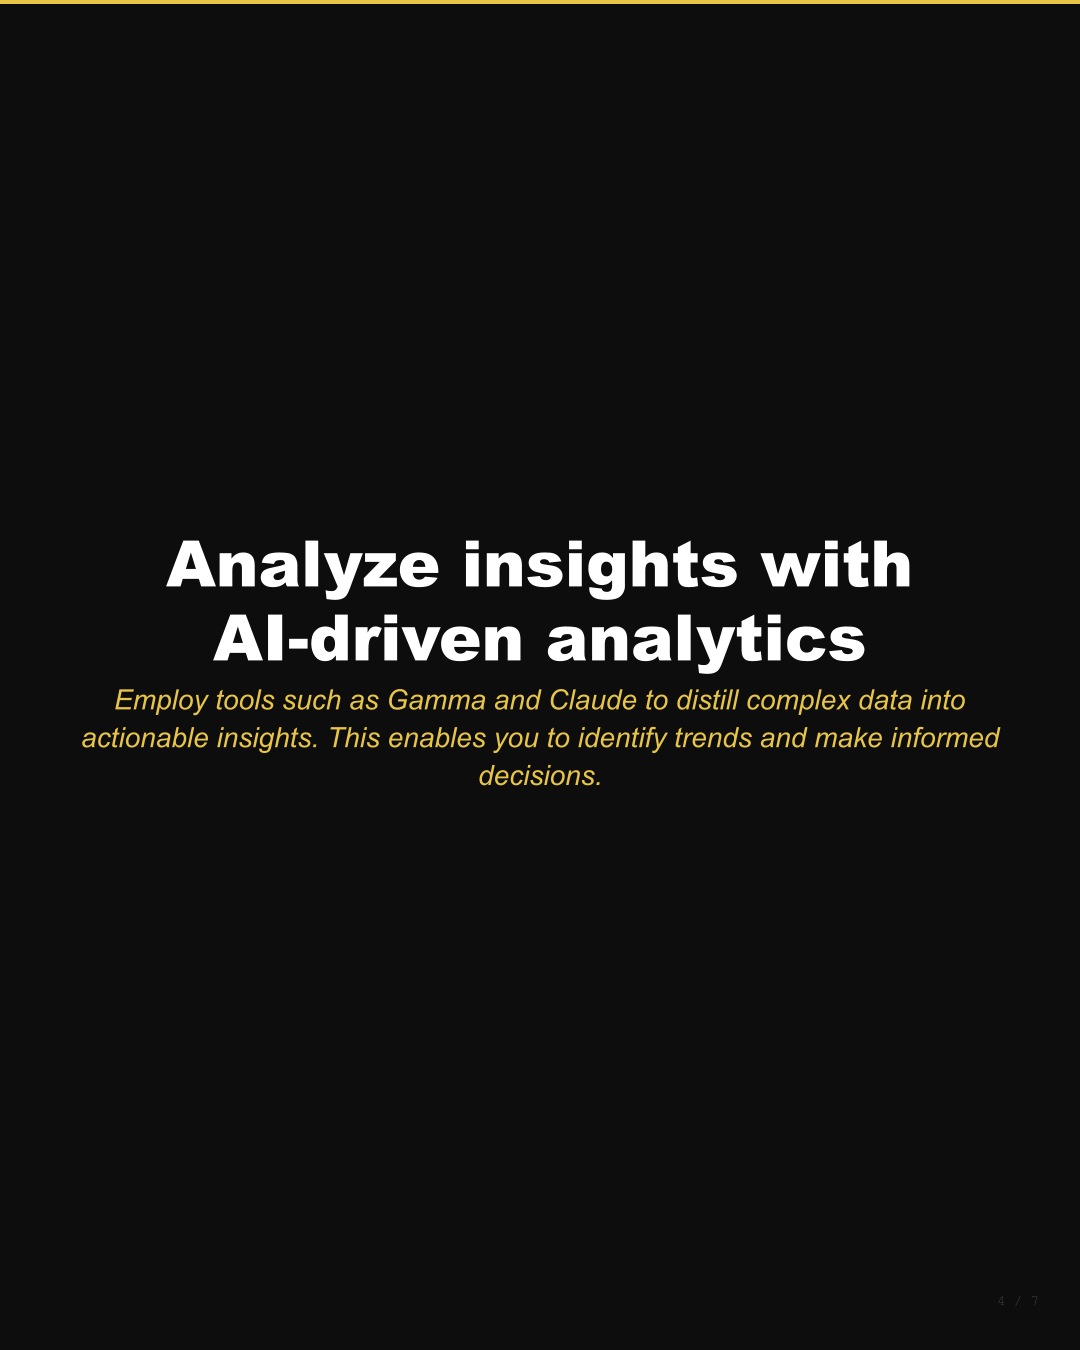 Analyze insights with
AI-driven analytics
Employ tools such as Gamma and Claude to distill complex data into
actionable insights. This enables you to identify trends and make informed
decisions.
4 / 7